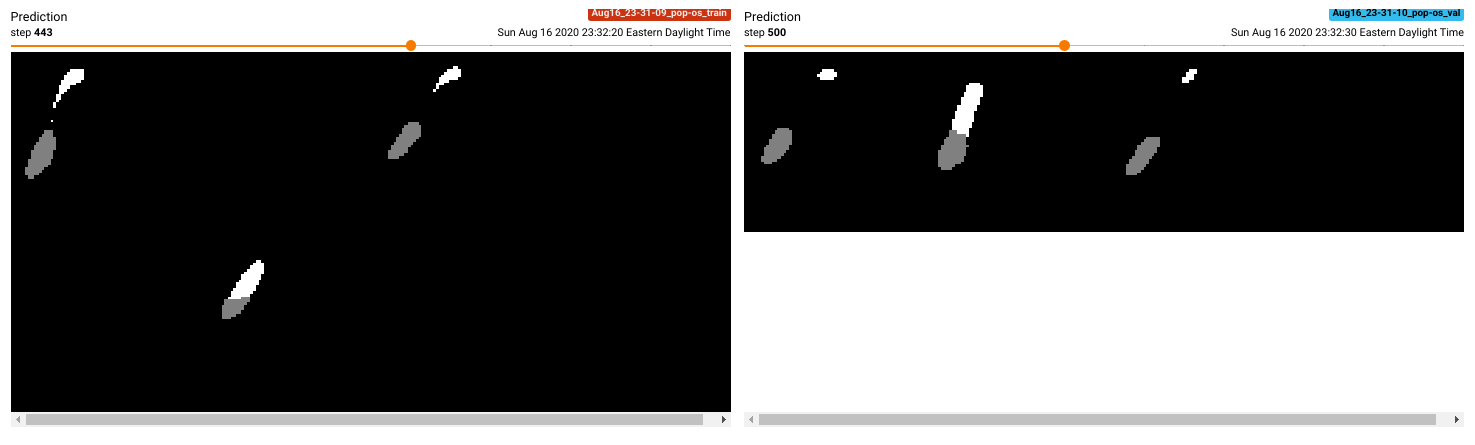 Prediction
Aug16_23-31-09_pop-os_train
step 443
Sun Aug 16 2020 23:32:20 Eastern Daylight Time
Prediction
Aug16_23-31-10_pop-os_val
step 500
Sun Aug 16 2020 23:32:30 Eastern Daylight Time